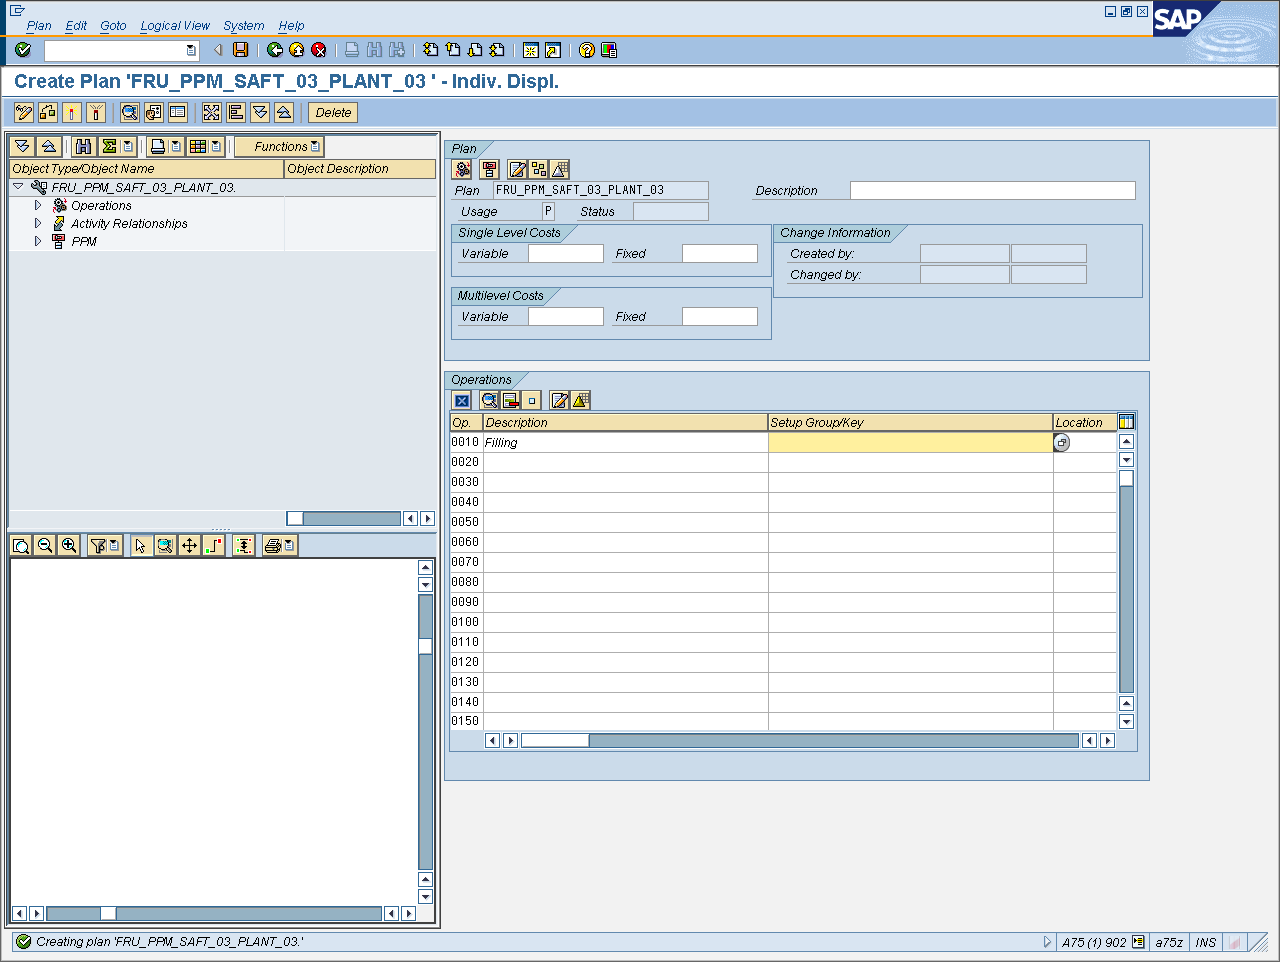 Plan Edit Goto Logical View System Help
SAP
Create Plan 'FRU_PPM_SAFT_03_PLANT_03 ' - Indiv. Displ.
Delete
Functions
Object Type/Object Name Object Description
FRU_PPM_SAFT_03_PLANT_03.
Operations
Activity Relationships
PPM
Plan
Plan FRU_PPM_SAFT_03_PLANT_03 Description
Usage P Status
Single Level Costs
Variable Fixed
Change Information
Created by:
Changed by:
Multilevel Costs
Variable Fixed
Operations
Op. Description Setup Group/Key Location
0010 Filling
0020
0030
0040
0050
0060
0070
0080
0090
0100
0110
0120
0130
0140
0150
Creating plan 'FRU_PPM_SAFT_03_PLANT_03.'
A75 (1) 902 a75z INS